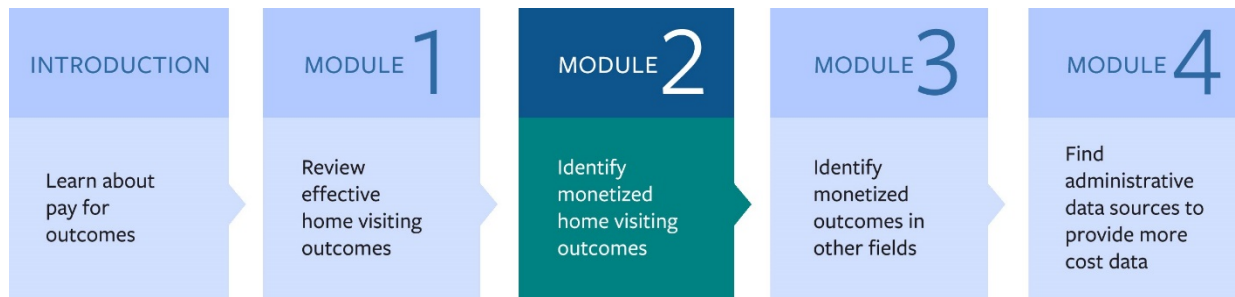 INTRODUCTION
Learn about
pay for
outcomes
MODULE 1
Review
effective
home visiting
outcomes
MODULE 2
Identify
monetized
home visiting
outcomes
MODULE 3
Identify
monetized
outcomes in
other fields
MODULE 4
Find
administrative
data sources to
provide more
cost data